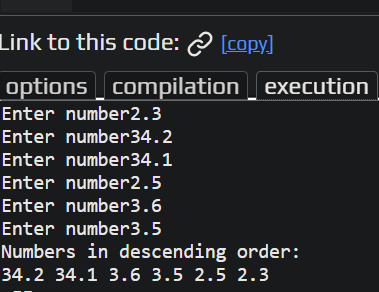 Link to this code: [copy]
options compilation execution
Enter number2.3
Enter number34.2
Enter number34.1
Enter number2.5
Enter number3.6
Enter number3.5
Numbers in descending order:
34.2 34.1 3.6 3.5 2.5 2.3